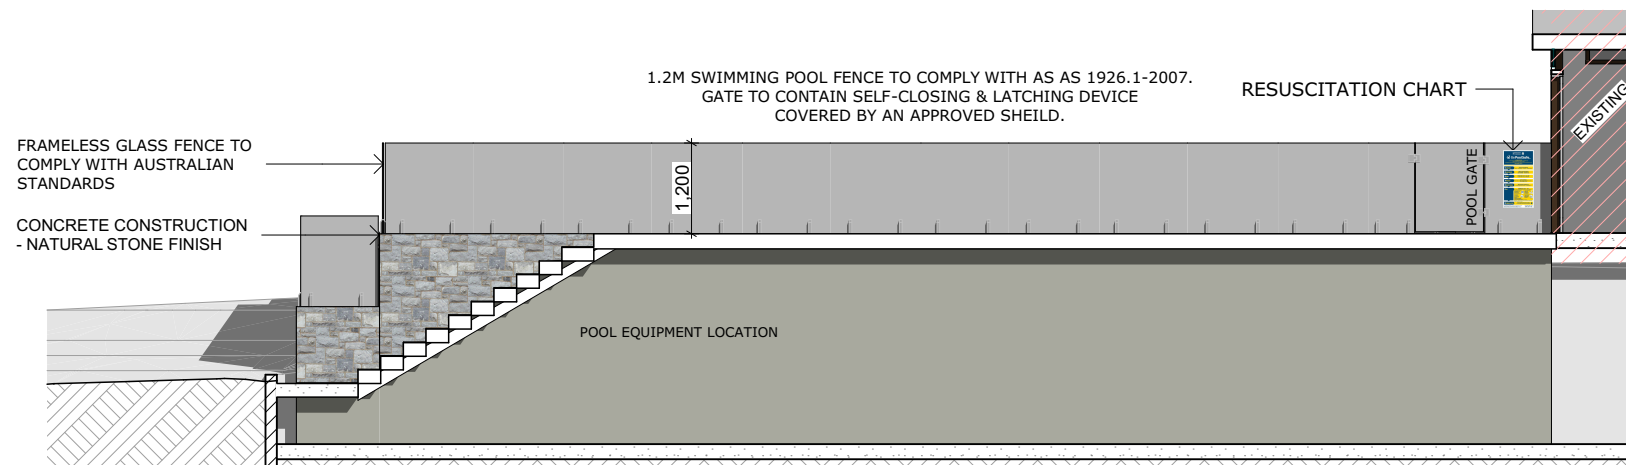 1.2M SWIMMING POOL FENCE TO COMPLY WITH AS AS 1926.1-2007.
GATE TO CONTAIN SELF-CLOSING & LATCHING DEVICE
COVERED BY AN APPROVED SHEILD.
RESUSCITATION CHART
EXISTING
FRAMELESS GLASS FENCE TO
COMPLY WITH AUSTRALIAN
STANDARDS
1,200
POOL GATE
CONCRETE CONSTRUCTION
- NATURAL STONE FINISH
POOL EQUIPMENT LOCATION